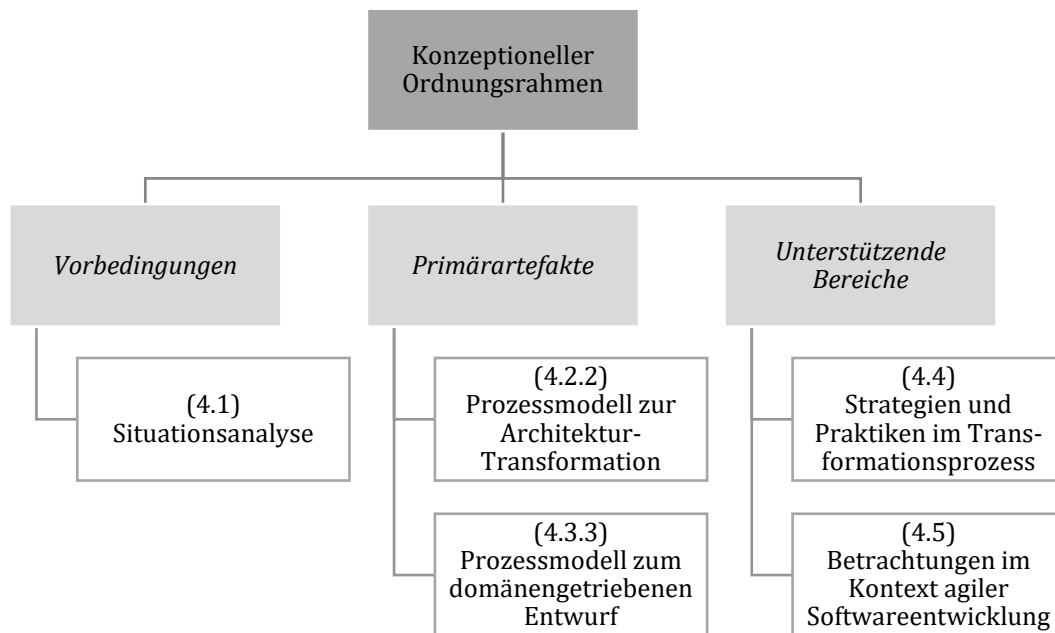 Konzeptioneller
Ordnungsrahmen
Vorbedingungen
Primärartefakte
Unterstützende
Bereiche
(4.1)
Situationsanalyse
(4.2.2)
Prozessmodell zur
Architektur-
Transformation
(4.4)
Strategien und
Praktiken im Trans-
formationsprozess
(4.3.3)
Prozessmodell zum
domänengetriebenen
Entwurf
(4.5)
Betrachtungen im
Kontext agiler
Softwareentwicklung